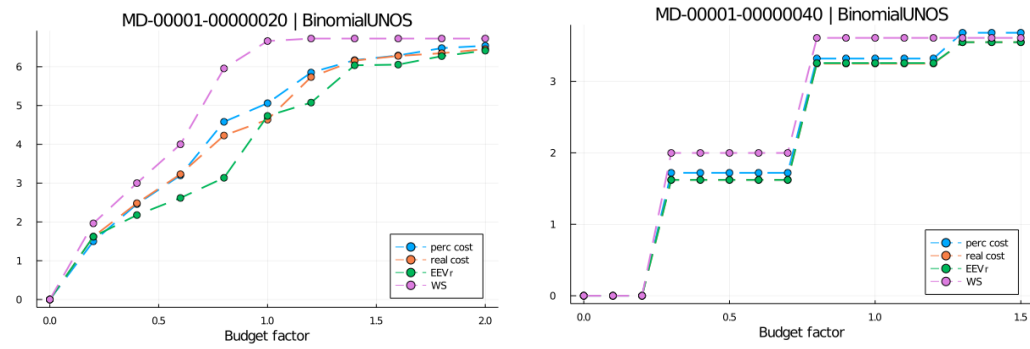 MD-00001-00000020 | BinomialUNOS
6
5
4
3
2
1
0
perc cost
real cost
EEVr
WS
0.0 0.5 1.0 1.5 2.0
Budget factor
MD-00001-00000040 | BinomialUNOS
3
2
1
0
perc cost
real cost
EEVr
WS
0.0 0.5 1.0 1.5
Budget factor